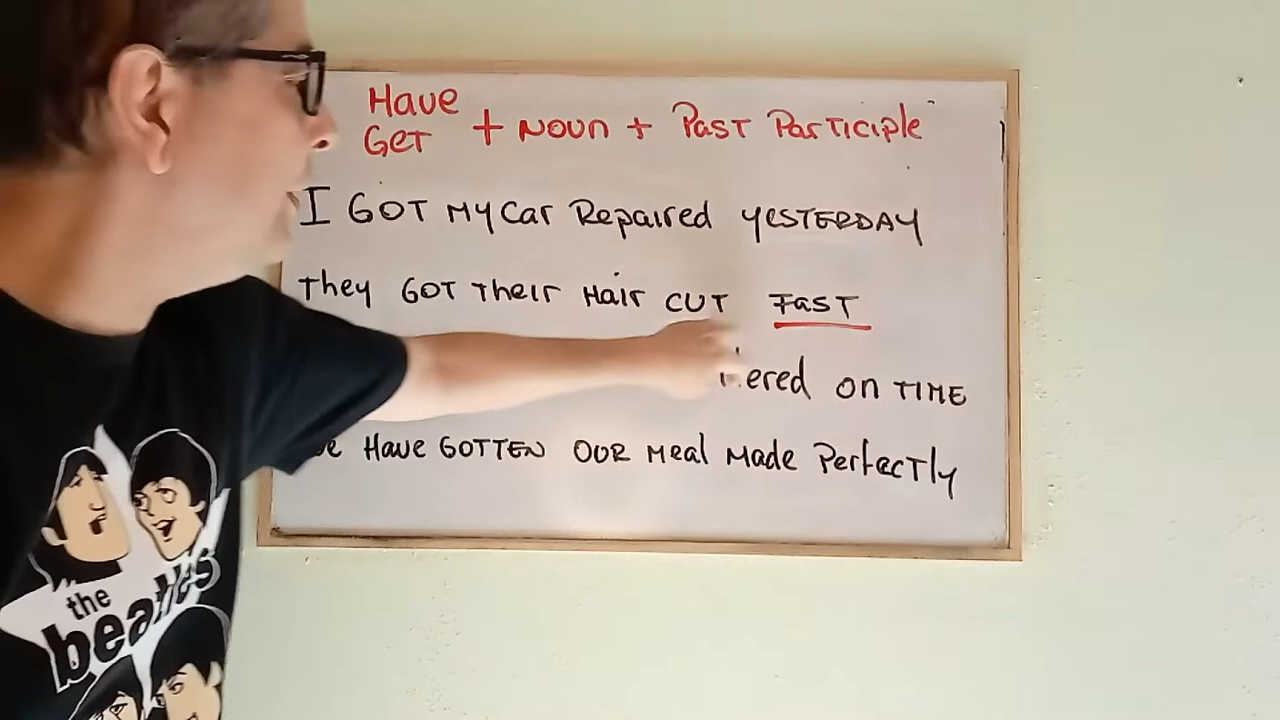 Have
Get + Noun + Past Participle
I GOT MY Car Repaired YESTERDAY
They GOT Their Hair CUT FAST
on TIME
Have GOTTEN OUR Meal Made Perfectly
the
beatles